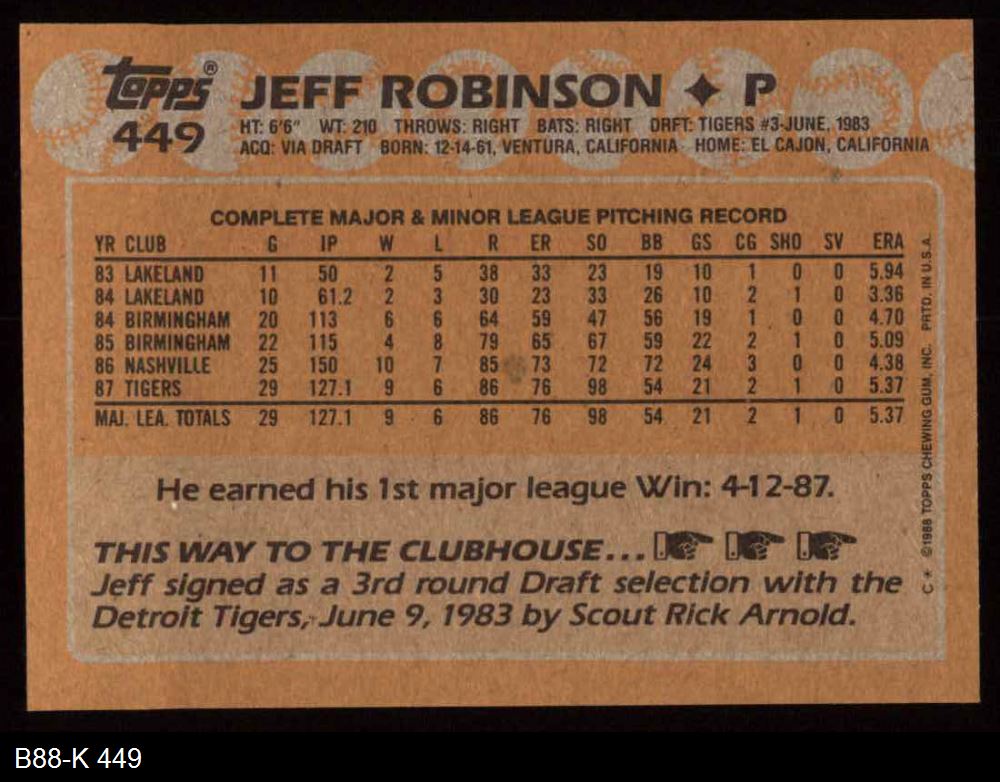 topps® JEFF ROBINSON ✦ P
449 HT: 6'6" WT: 210 THROWS: RIGHT BATS: RIGHT DRFT: TIGERS #3-JUNE, 1983
ACQ: VIA DRAFT BORN: 12-14-61, VENTURA, CALIFORNIA HOME: EL CAJON, CALIFORNIA
COMPLETE MAJOR & MINOR LEAGUE PITCHING RECORD
YR CLUB G IP W L R ER SO BB GS CG SHO SV ERA
83 LAKELAND 11 50 2 5 38 33 23 19 10 1 0 0 5.94
84 LAKELAND 10 61.2 2 3 30 23 33 26 10 2 1 0 3.36
84 BIRMINGHAM 20 113 6 6 64 59 47 56 19 1 0 0 4.70
85 BIRMINGHAM 22 115 4 8 79 65 67 59 22 2 1 0 5.09
86 NASHVILLE 25 150 10 7 85 73 72 72 24 3 0 0 4.38
87 TIGERS 29 127.1 9 6 86 76 98 54 21 2 1 0 5.37
MAJ. LEA. TOTALS 29 127.1 9 6 86 76 98 54 21 2 1 0 5.37
He earned his 1st major league Win: 4-12-87.
THIS WAY TO THE CLUBHOUSE...
Jeff signed as a 3rd round Draft selection with the
Detroit Tigers, June 9, 1983 by Scout Rick Arnold.
C * ©1988 TOPPS CHEWING GUM, INC. PRTD. IN U.S.A.
B88-K 449